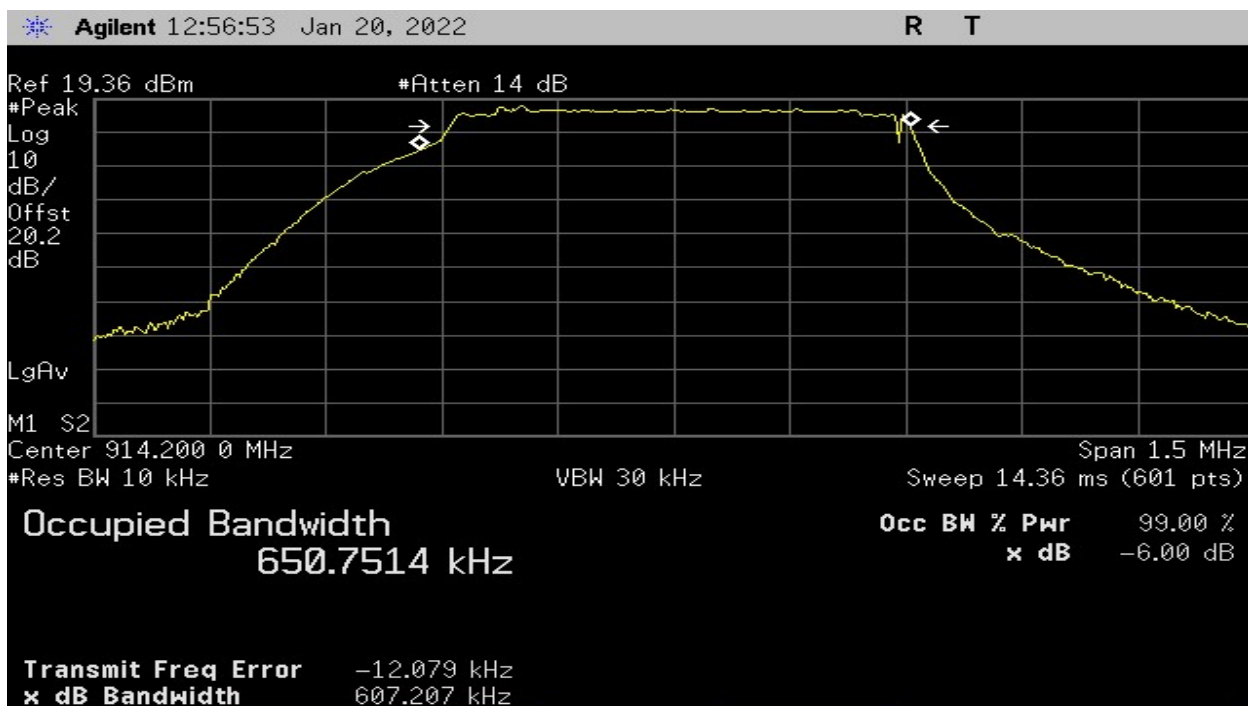 Agilent 12:56:53 Jan 20, 2022 R T
Ref 19.36 dBm #Atten 14 dB
#Peak
Log
10
dB/
Offst
20.2
dB
LgAv
M1 S2
Center 914.200 0 MHz Span 1.5 MHz
#Res BW 10 kHz VBW 30 kHz Sweep 14.36 ms (601 pts)
Occupied Bandwidth Occ BW % Pwr 99.00 %
650.7514 kHz x dB -6.00 dB
Transmit Freq Error -12.079 kHz
x dB Bandwidth 607.207 kHz